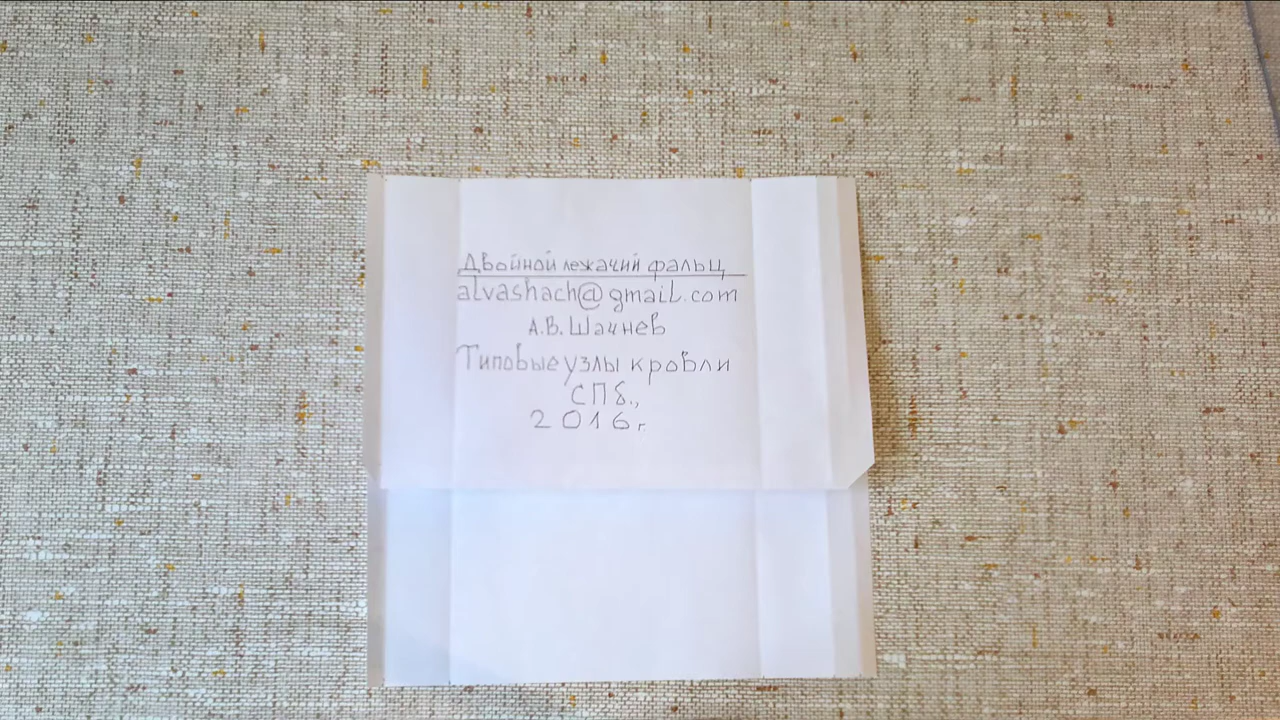 Двойной лежачий фальц
alvashach@gmail.com
А.В. Шачнев
Типовые узлы кровли
СПб.,
2016г.